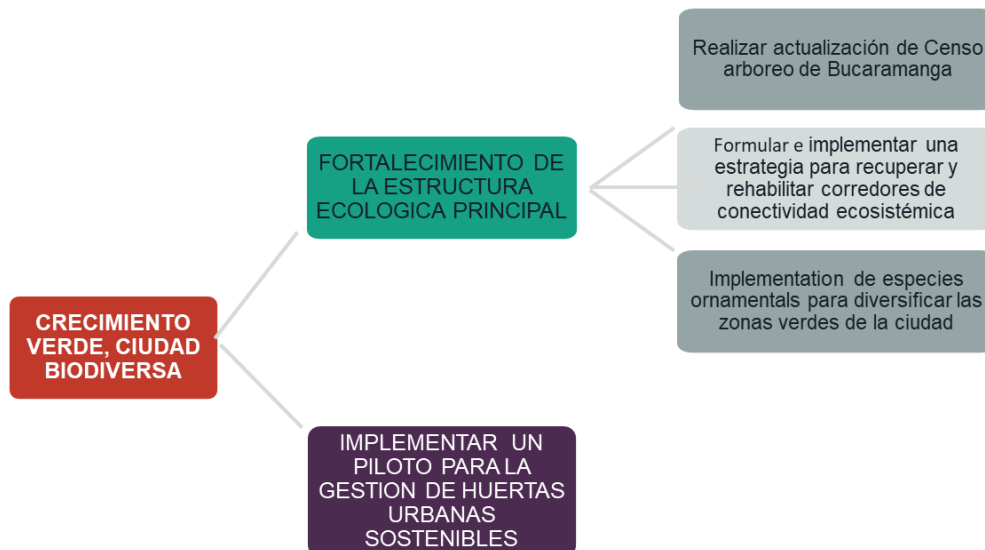 Realizar actualización de Censo
arboreo de Bucaramanga
FORTALECIMIENTO DE
LA ESTRUCTURA
ECOLOGICA PRINCIPAL
Formular e implementar una
estrategia para recuperar y
rehabilitar corredores de
conectividad ecosistémica
Implementation de especies
ornamentals para diversificar las
zonas verdes de la ciudad
CRECIMIENTO
VERDE, CIUDAD
BIODIVERSA
IMPLEMENTAR UN
PILOTO PARA LA
GESTION DE HUERTAS
URBANAS
SOSTENIBLES